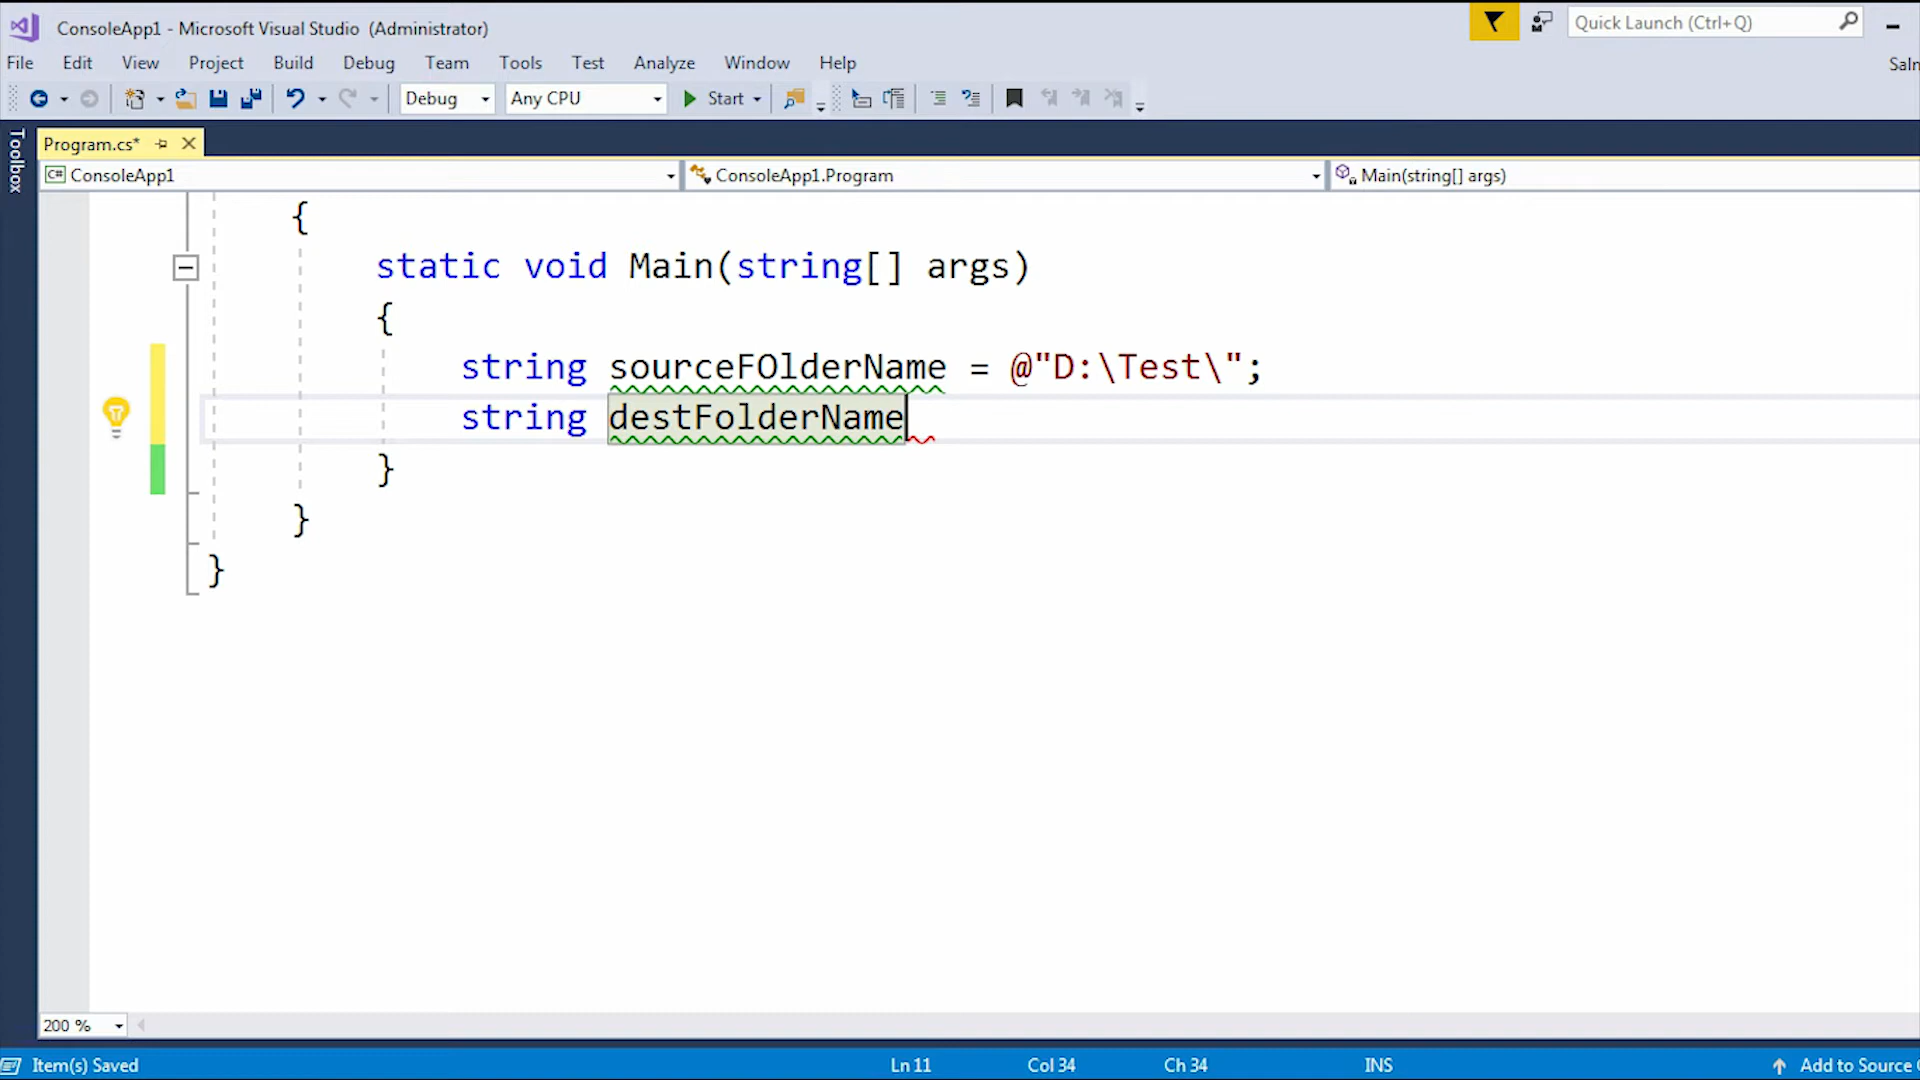 ConsoleApp1 - Microsoft Visual Studio (Administrator)
Quick Launch (Ctrl+Q)
File Edit View Project Build Debug Team Tools Test Analyze Window Help
Debug Any CPU Start
Toolbox
Program.cs*
C# ConsoleApp1 ConsoleApp1.Program Main(string[] args)
{
static void Main(string[] args)
{
string sourceFOlderName = @"D:\Test\";
string destFolderName
}
}
}
200 %
Item(s) Saved Ln 11 Col 34 Ch 34 INS Add to Source